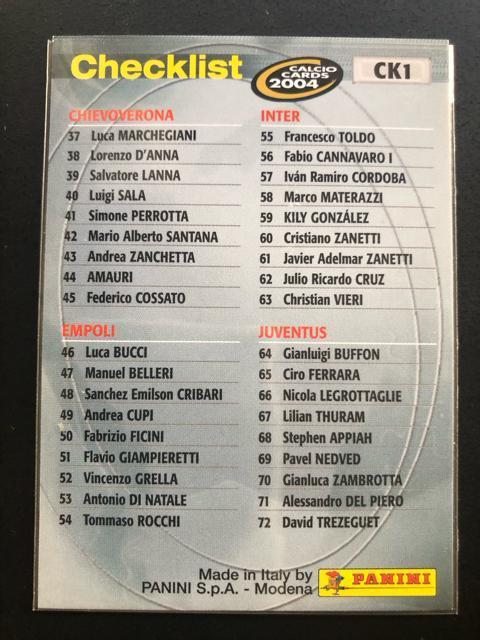 Checklist
CALCIO
CARDS
2004
CK1
CHIEVOVERONA
37 Luca MARCHEGIANI
38 Lorenzo D'ANNA
39 Salvatore LANNA
40 Luigi SALA
41 Simone PERROTTA
42 Mario Alberto SANTANA
43 Andrea ZANCHETTA
44 AMAURI
45 Federico COSSATO
EMPOLI
46 Luca BUCCI
47 Manuel BELLERI
48 Sanchez Emilson CRIBARI
49 Andrea CUPI
50 Fabrizio FICINI
51 Flavio GIAMPIERETTI
52 Vincenzo GRELLA
53 Antonio DI NATALE
54 Tommaso ROCCHI
INTER
55 Francesco TOLDO
56 Fabio CANNAVARO I
57 Iván Ramiro CORDOBA
58 Marco MATERAZZI
59 KILY GONZÁLEZ
60 Cristiano ZANETTI
61 Javier Adelmar ZANETTI
62 Julio Ricardo CRUZ
63 Christian VIERI
JUVENTUS
64 Gianluigi BUFFON
65 Ciro FERRARA
66 Nicola LEGROTTAGLIE
67 Lilian THURAM
68 Stephen APPIAH
69 Pavel NEDVED
70 Gianluca ZAMBROTTA
71 Alessandro DEL PIERO
72 David TREZEGUET
Made in Italy by
PANINI S.p.A. - Modena
PANINI